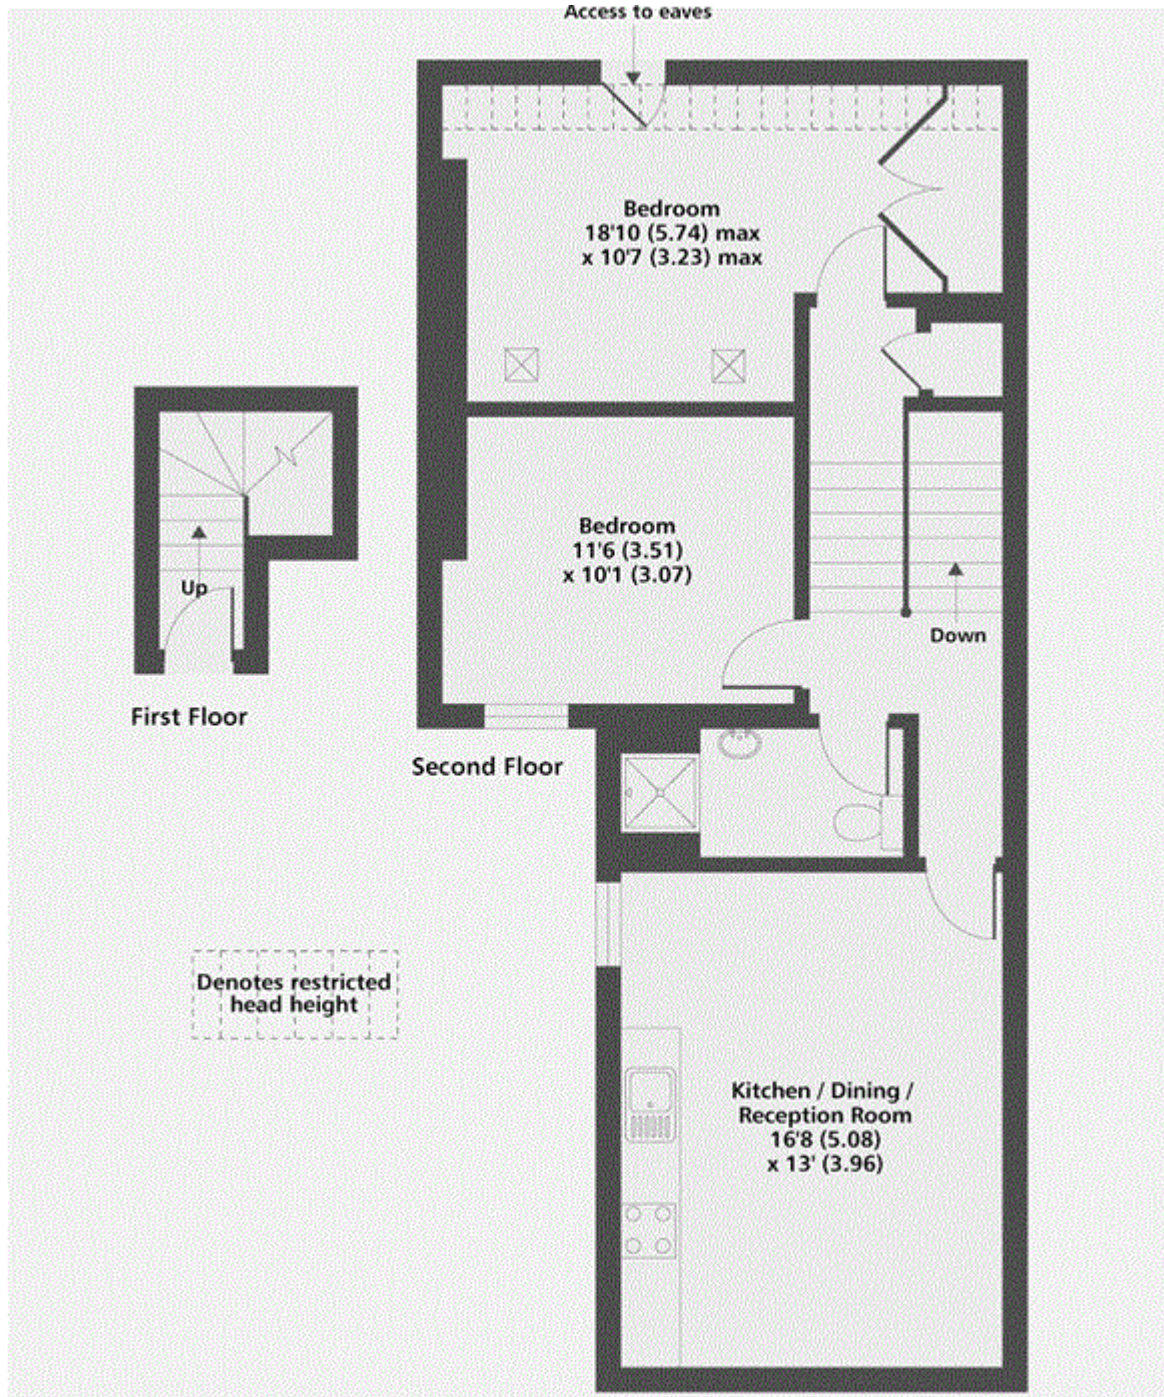 Access to eaves
Bedroom
18'10 (5.74) max
x 10'7 (3.23) max
Bedroom
11'6 (3.51)
x 10'1 (3.07)
Up
Down
First Floor
Second Floor
Denotes restricted
head height
Kitchen / Dining /
Reception Room
16'8 (5.08)
x 13' (3.96)